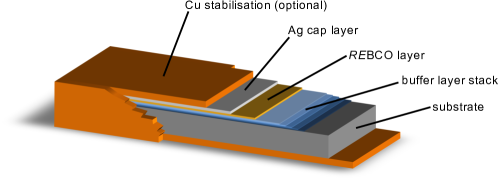 Cu stabilisation (optional)
Ag cap layer
REBCO layer
buffer layer stack
substrate